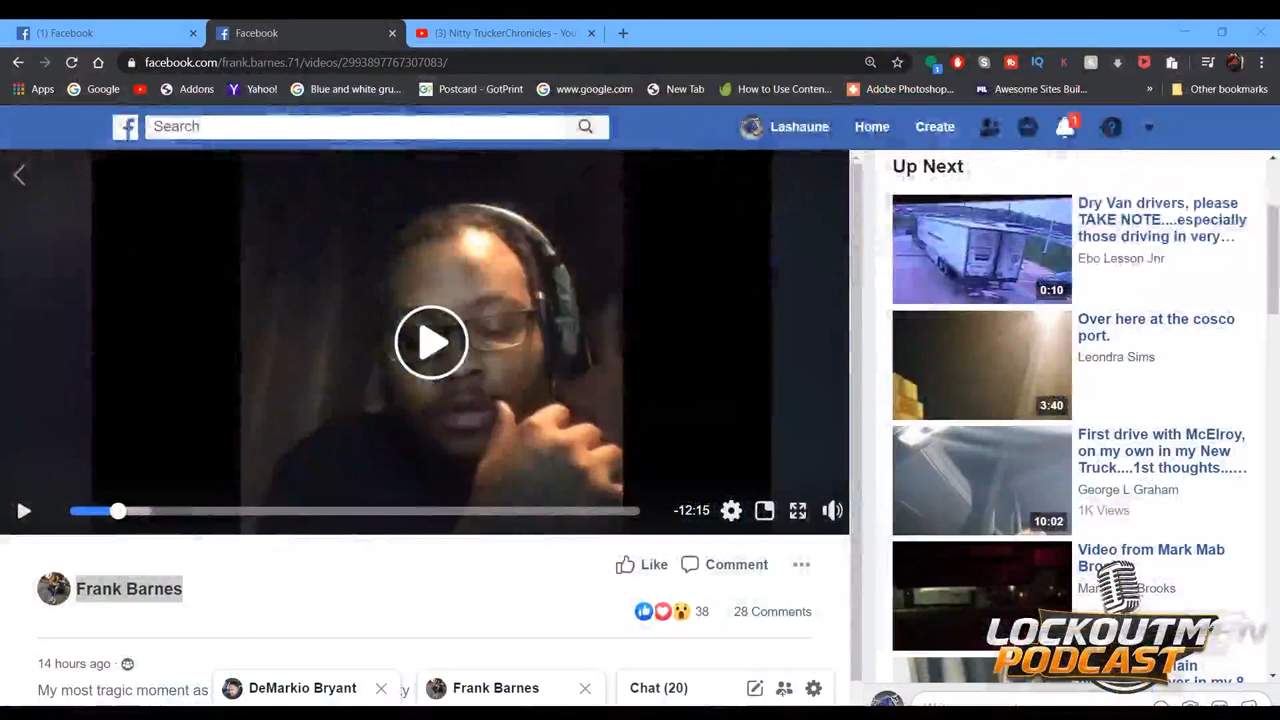 (1) Facebook
Facebook
(3) Nitty TruckerChronicles - You
facebook.com/frank.barnes.71/videos/2993897767307083/
Apps
Google
Addons
Yahoo!
Blue and white gru...
Postcard - GotPrint
www.google.com
New Tab
How to Use Conten...
Adobe Photoshop...
Awesome Sites Buil...
»
Other bookmarks
Search
Lashaune
Home
Create
1
Up Next
Dry Van drivers, please
TAKE NOTE....especially
those driving in very...
Ebo Lesson Jnr
0:10
Over here at the cosco
port.
Leondra Sims
3:40
First drive with McElroy,
on my own in my New
Truck....1st thoughts......
George L Graham
1K Views
10:02
Video from Mark Mab
-12:15
Like
Comment
Frank Barnes
38
28 Comments
14 hours ago
My most tragic moment as
DeMarkio Bryant
Frank Barnes
Chat (20)
LOCKOUTMEN
PODCAST